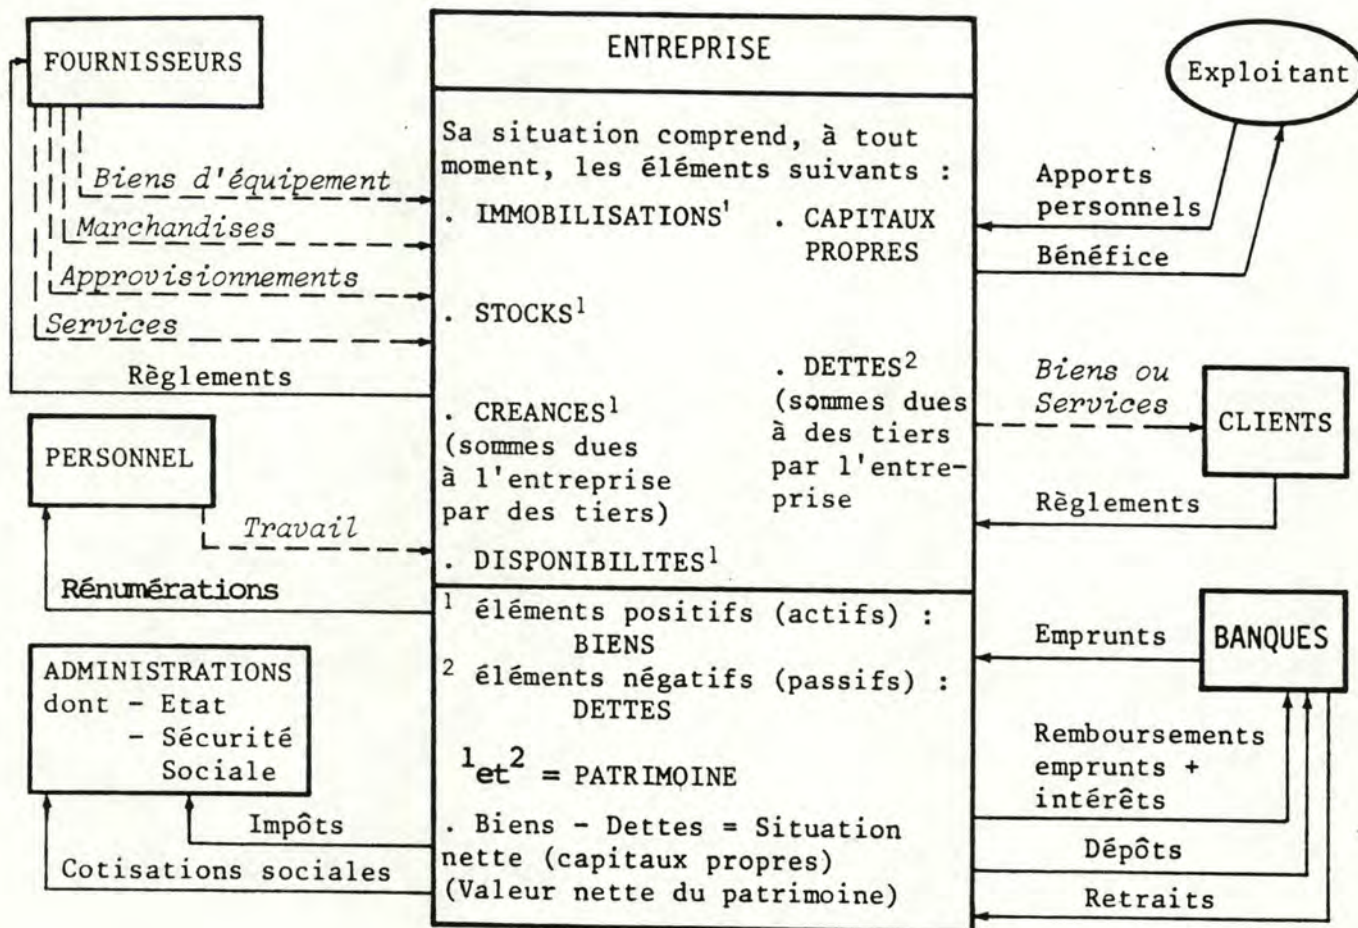 FOURNISSEURS
Biens d'équipement
Marchandises
Approvisionnements
Services
Règlements
PERSONNEL
Travail
Rénumérations
ADMINISTRATIONS
dont - Etat
- Sécurité
Sociale
Impôts
Cotisations sociales
ENTREPRISE
Sa situation comprend, à tout
moment, les éléments suivants :
. IMMOBILISATIONS¹
. STOCKS¹
. CREANCES¹
(sommes dues
à l'entreprise
par des tiers)
. DISPONIBILITES¹
. CAPITAUX
PROPRES
. DETTES²
(sommes dues
à des tiers
par l'entre-
prise
¹ éléments positifs (actifs) :
BIENS
² éléments négatifs (passifs) :
DETTES
¹et² = PATRIMOINE
. Biens - Dettes = Situation
nette (capitaux propres)
(Valeur nette du patrimoine)
Exploitant
Apports
personnels
Bénéfice
Biens ou
Services
CLIENTS
Règlements
Emprunts
BANQUES
Remboursements
emprunts +
intérêts
Dépôts
Retraits